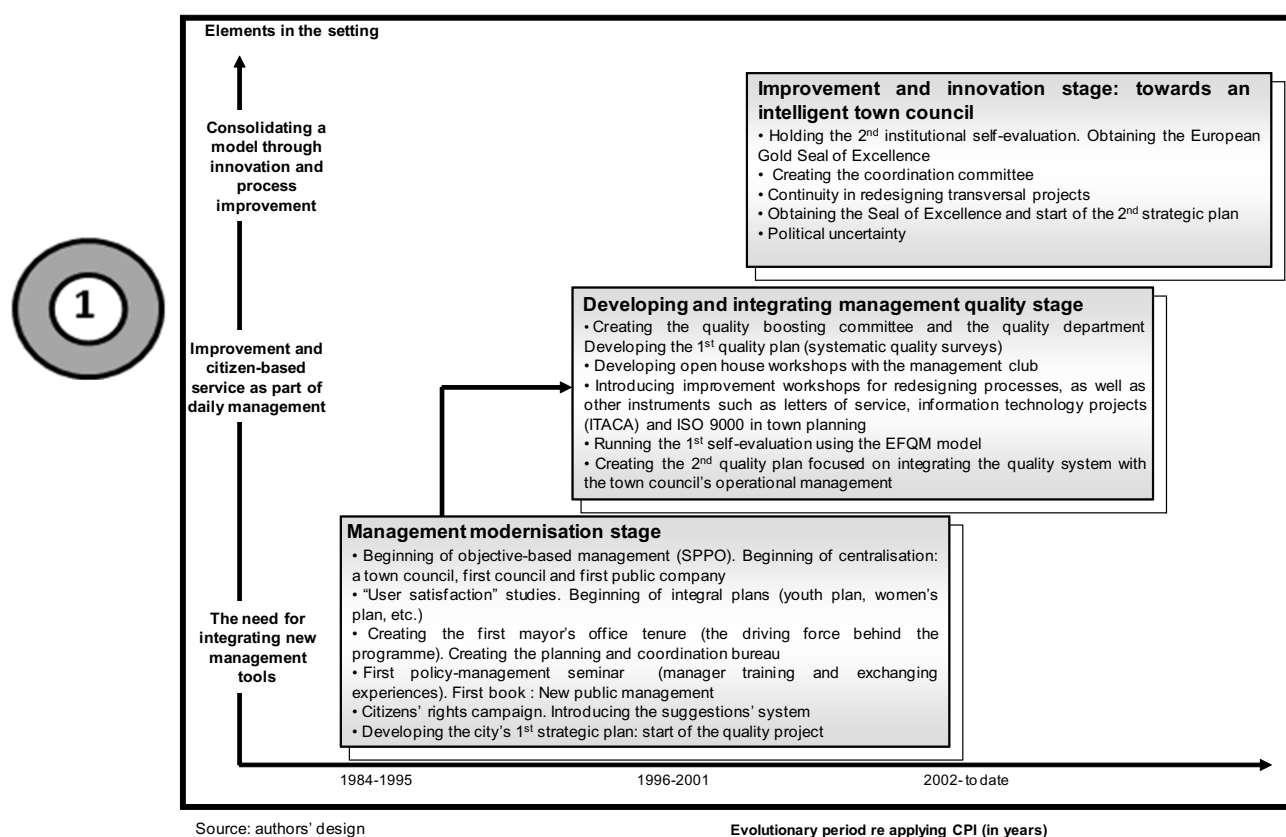 Elements in the setting
Improvement and innovation stage: towards an
intelligent town council
• Holding the 2nd institutional self-evaluation. Obtaining the European
Gold Seal of Excellence
• Creating the coordination committee
• Continuity in redesigning transversal projects
• Obtaining the Seal of Excellence and start of the 2nd strategic plan
• Political uncertainty
Consolidating a
model through
innovation and
process
improvement
1
Developing and integrating management quality stage
• Creating the quality boosting committee and the quality department
Developing the 1st quality plan (systematic quality surveys)
• Developing open house workshops with the management club
• Introducing improvement workshops for redesigning processes, as well as
other instruments such as letters of service, information technology projects
(ITACA) and ISO 9000 in town planning
• Running the 1st self-evaluation using the EFQM model
• Creating the 2nd quality plan focused on integrating the quality system with
the town council's operational management
Improvement and
citizen-based
service as part of
daily management
Management modernisation stage
• Beginning of objective-based management (SPPO). Beginning of centralisation:
a town council, first council and first public company
• “User satisfaction” studies. Beginning of integral plans (youth plan, women's
plan, etc.)
• Creating the first mayor's office tenure (the driving force behind the
programme). Creating the planning and coordination bureau
• First policy-management seminar (manager training and exchanging
experiences). First book : New public management
• Citizens' rights campaign. Introducing the suggestions' system
• Developing the city's 1st strategic plan: start of the quality project
The need for
integrating new
management
tools
1984-1995
1996-2001
2002- to date
Source: authors' design
Evolutionary period re applying CPI (in years)